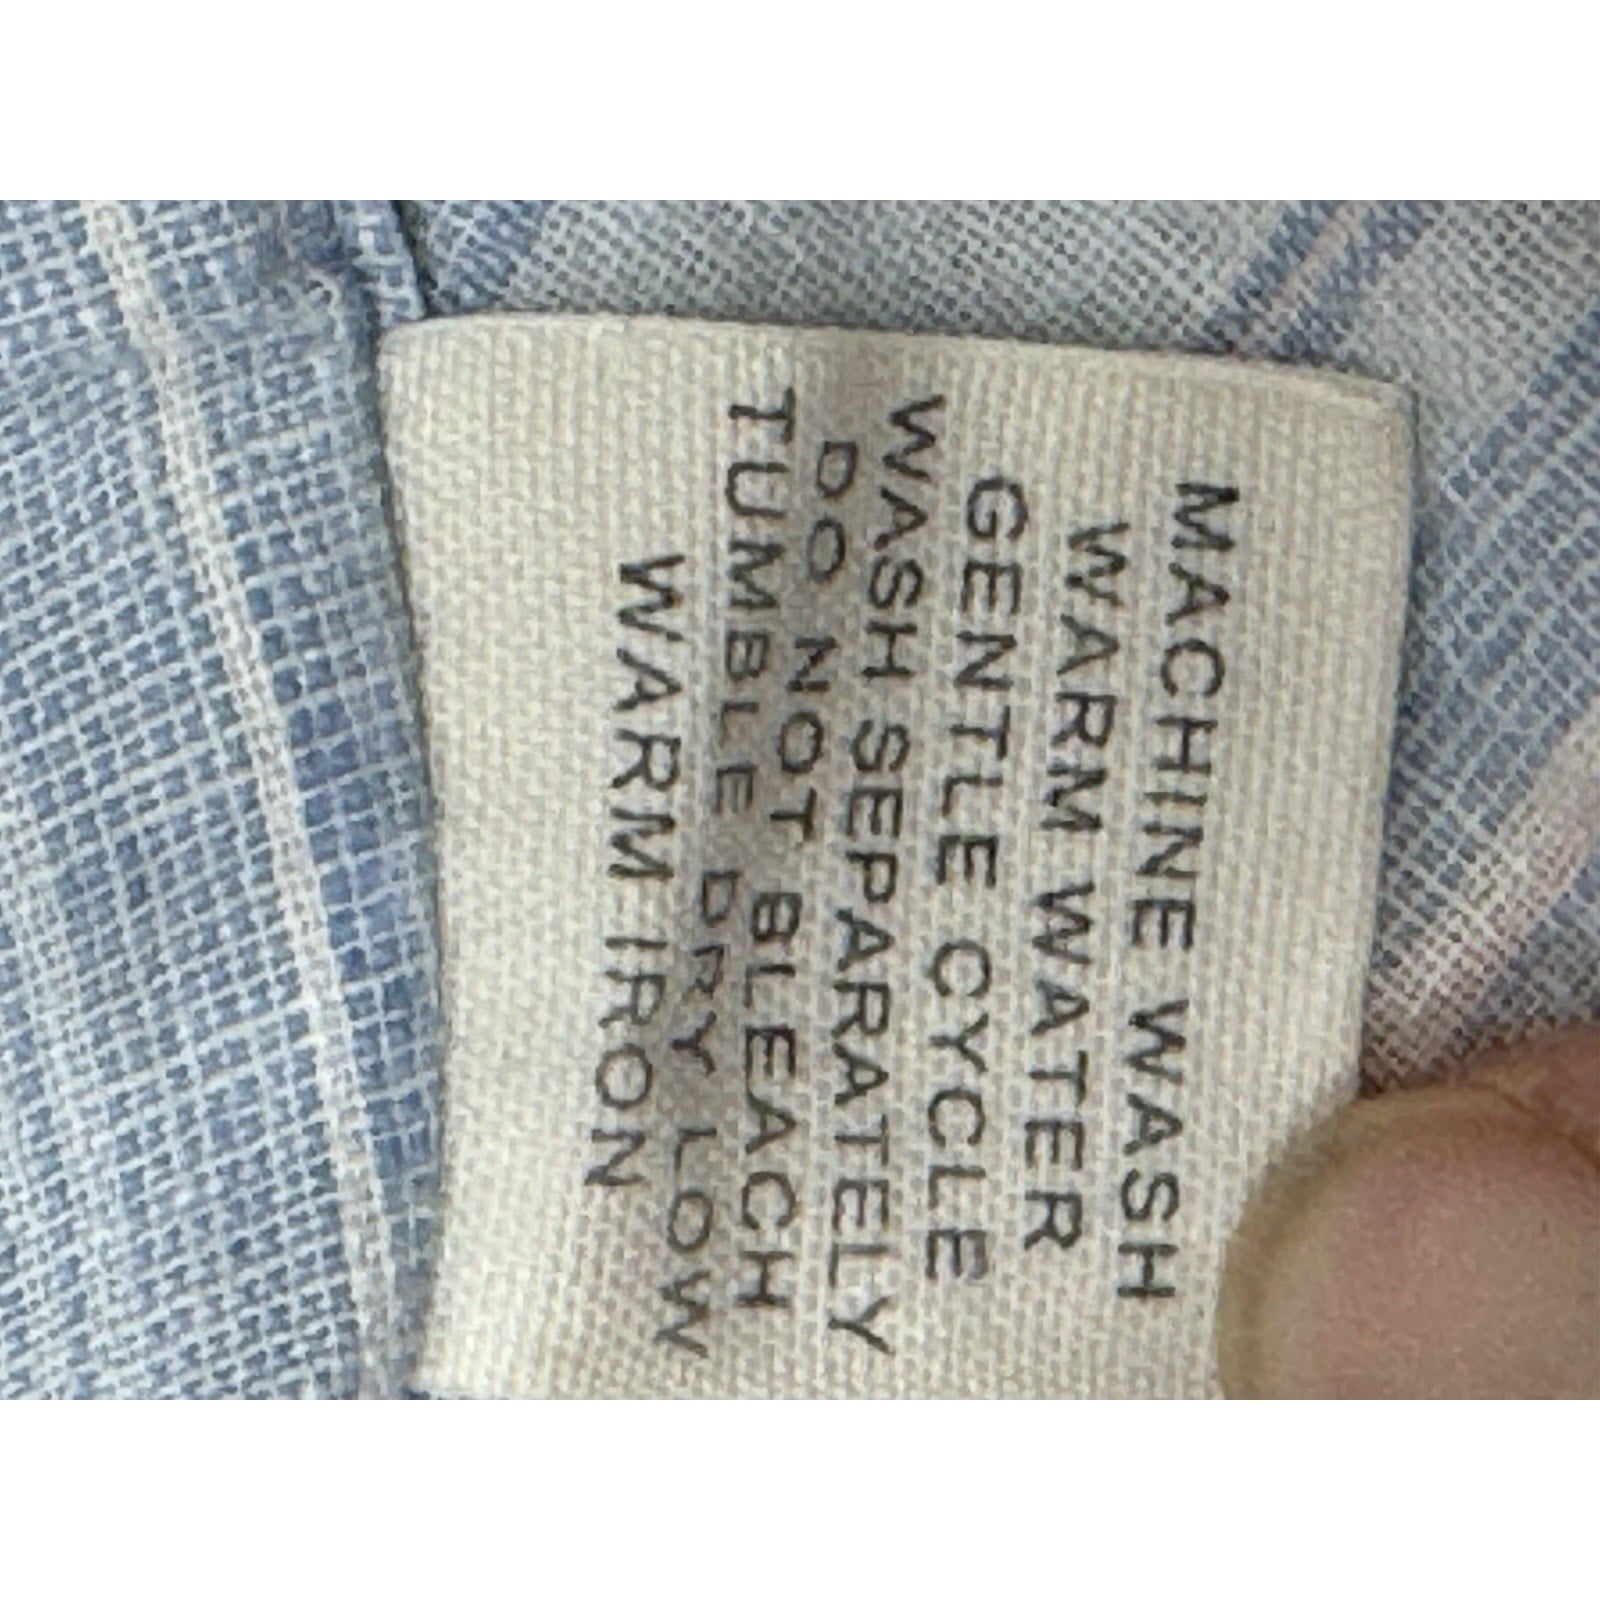 MACHINE WASH
WARM WATER
GENTLE CYCLE
WASH SEPARATELY
DO NOT BLEACH
TUMBLE DRY LOW
WARM IRON